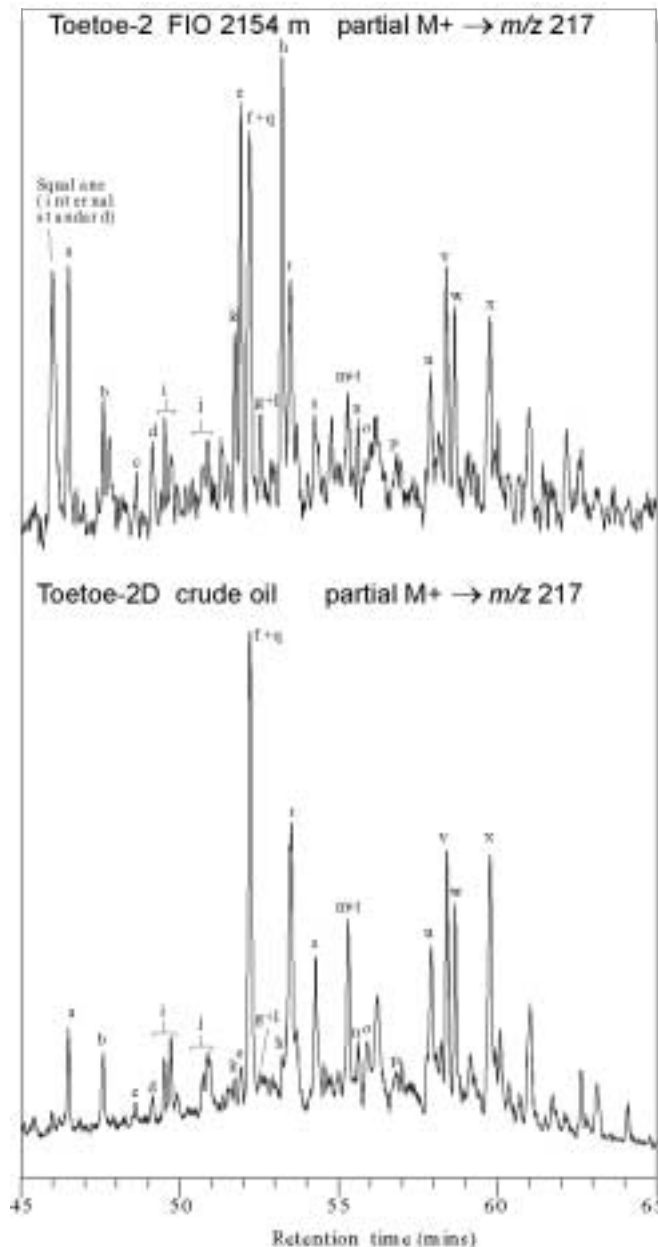 Toetoe-2 FIO 2154 m partial M+ → m/z 217
h
e
f+q
Squalane
(internal
standard)
a
r
v
k
w
x
b
i
m+t
g+l
s
n
u
j
d
o
c
p
Toetoe-2D crude oil partial M+ → m/z 217
f+q
r
v
x
w
m+t
s
u
a
i
b
j
g+l
n
o
e
h
k
c
d
p
45 50 55 60 65
Retention time (mins)